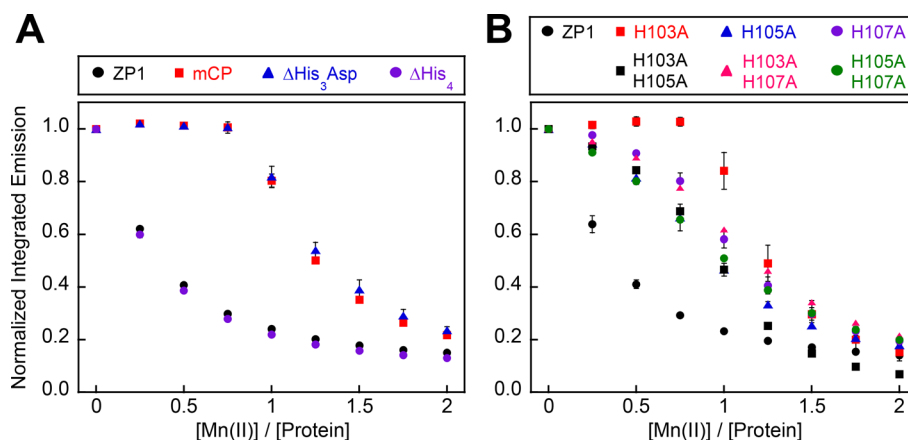 A
B
ZP1 mCP ΔHis3Asp ΔHis4
ZP1 H103A H105A H107A
H103A H103A H105A
H105A H107A H107A
Normalized Integrated Emission
1.0
0.8
0.6
0.4
0.2
0.0
0 0.5 1 1.5 2
[Mn(II)] / [Protein]
1.0
0.8
0.6
0.4
0.2
0.0
0 0.5 1 1.5 2
[Mn(II)] / [Protein]